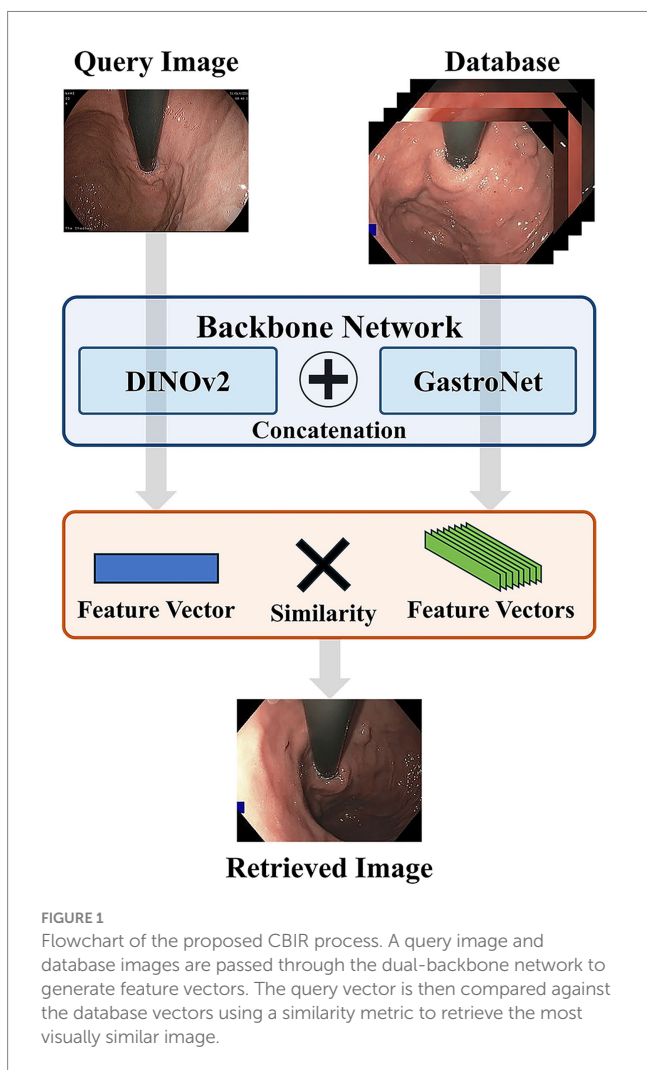 Query Image
Database
Backbone Network
DINOv2
GastroNet
Concatenation
Feature Vector
Similarity
Feature Vectors
Retrieved Image
FIGURE 1
Flowchart of the proposed CBIR process. A query image and
database images are passed through the dual-backbone network to
generate feature vectors. The query vector is then compared against
the database vectors using a similarity metric to retrieve the most
visually similar image.